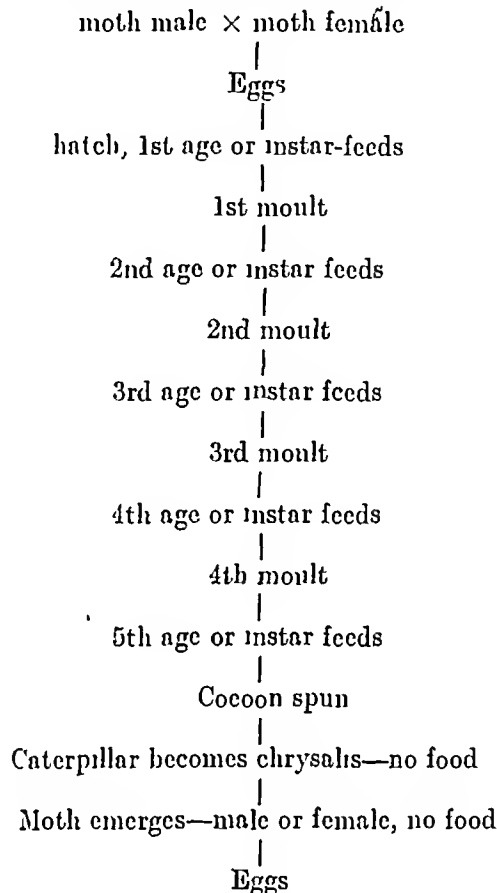 moth male × moth female
Eggs
hatch, 1st age or instar-feeds
1st moult
2nd age or instar feeds
2nd moult
3rd age or instar feeds
3rd moult
4th age or instar feeds
4th moult
5th age or instar feeds
Cocoon spun
Caterpillar becomes chrysalis—no food
Moth emerges—male or female, no food
Eggs